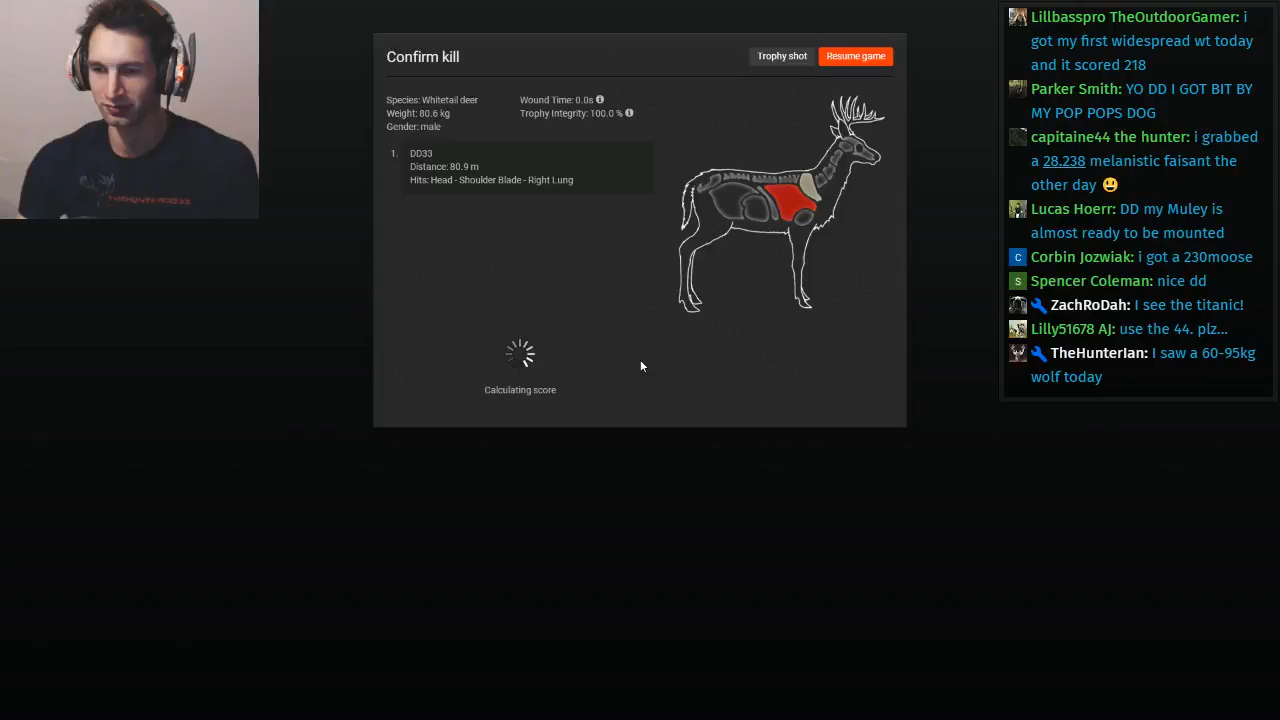 Confirm kill
Trophy shot
Resume game
Species: Whitetail deer
Weight: 80.6 kg
Gender: male
Wound Time: 0.0s
Trophy Integrity: 100.0 %
1. DD33
Distance: 80.9 m
Hits: Head - Shoulder Blade - Right Lung
Calculating score
THEHUNTERDD33
Lillbasspro TheOutdoorGamer: i
got my first widespread wt today
and it scored 218
Parker Smith: YO DD I GOT BIT BY
MY POP POPS DOG
capitaine44 the hunter: i grabbed
a 28.238 melanistic faisant the
other day 😃
Lucas Hoerr: DD my Muley is
almost ready to be mounted
C Corbin Jozwiak: i got a 230moose
S Spencer Coleman: nice dd
ZachRoDah: I see the titanic!
Lilly51678 AJ: use the 44. plz...
TheHunterIan: I saw a 60-95kg
wolf today